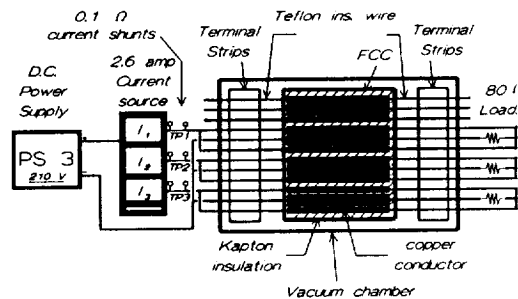 0.1 Ω
current shunts
Teflon ins. wire
Terminal
Strips
Terminal
Strips
FCC
D.C.
Power
Supply
2.6 amp
Current
source
80
Load
PS 3
210 V
I1
TP1
I2
TP2
I3
TP3
Kapton
insulation
copper
conductor
Vacuum chamber